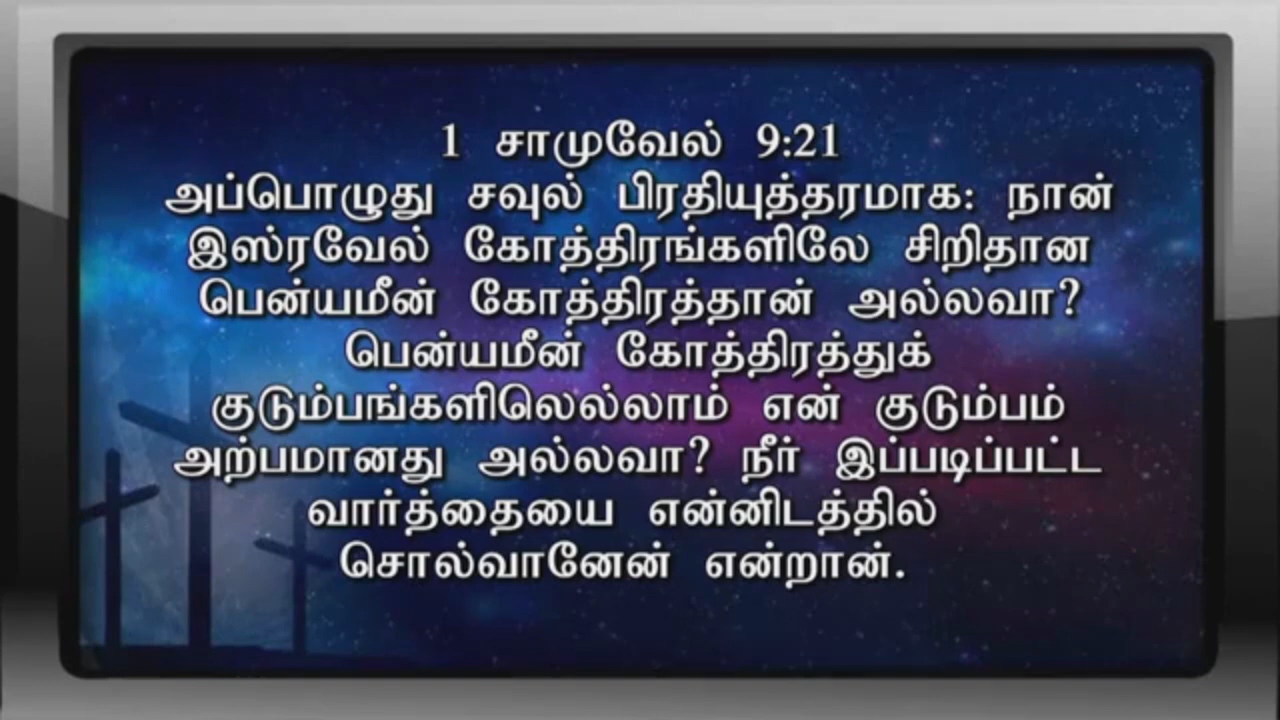 1 சாமுவேல் 9:21
அப்பொழுது சவுல் பிரதியுத்தரமாக: நான்
இஸ்ரவேல் கோத்திரங்களிலே சிறிதான
பென்யமீன் கோத்திரத்தான் அல்லவா?
பென்யமீன் கோத்திரத்துக்
குடும்பங்களிலெல்லாம் என் குடும்பம்
அற்பமானது அல்லவா? நீர் இப்படிப்பட்ட
வார்த்தையை என்னிடத்தில்
சொல்வானேன் என்றான்.